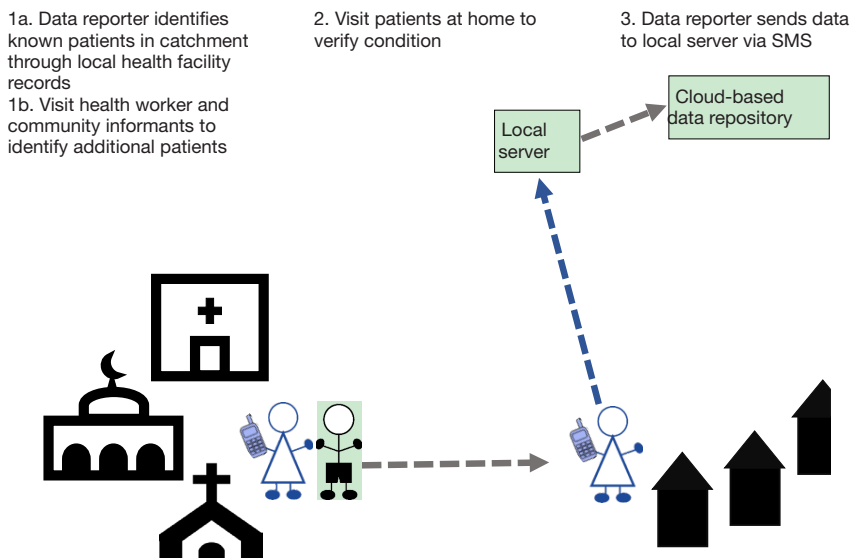 1a. Data reporter identifies
known patients in catchment
through local health facility
records
1b. Visit health worker and
community informants to
identify additional patients
2. Visit patients at home to
verify condition
3. Data reporter sends data
to local server via SMS
Local
server
Cloud-based
data repository